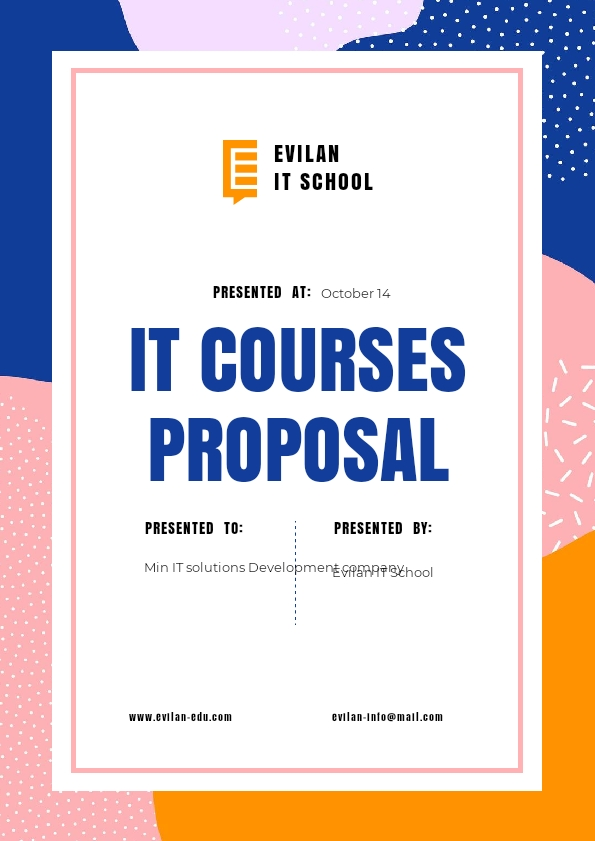 EVILAN
IT SCHOOL
PRESENTED AT: October 14
IT COURSES
PROPOSAL
PRESENTED TO:
Min IT solutions Development company
PRESENTED BY:
Evilan IT School
www.evilan-edu.com
evilan-info@mail.com